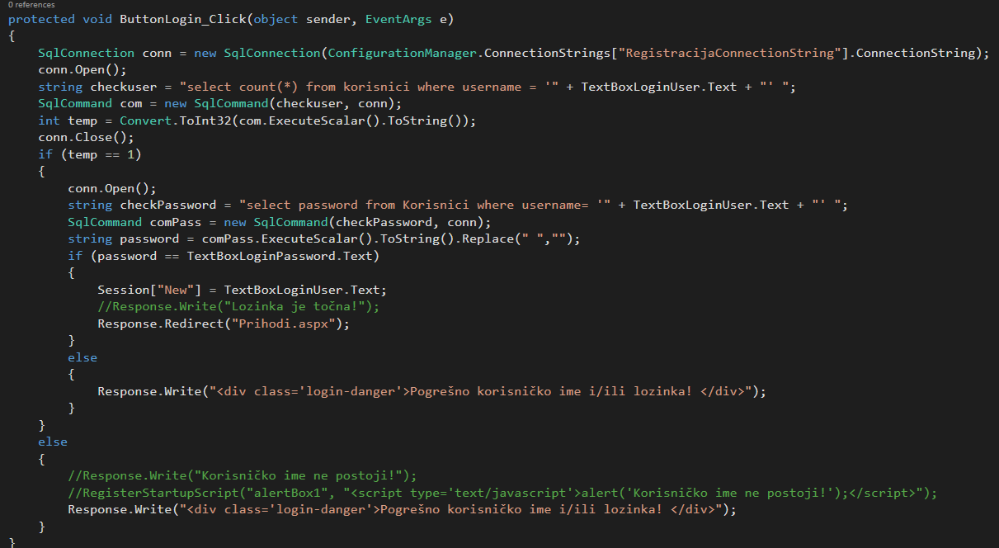 0 references
protected void ButtonLogin_Click(object sender, EventArgs e)
{
    SqlConnection conn = new SqlConnection(ConfigurationManager.ConnectionStrings["RegistracijaConnectionString"].ConnectionString);
    conn.Open();
    string checkuser = "select count(*) from korisnici where username = '" + TextBoxLoginUser.Text + "' ";
    SqlCommand com = new SqlCommand(checkuser, conn);
    int temp = Convert.ToInt32(com.ExecuteScalar().ToString());
    conn.Close();
    if (temp == 1)
    {
        conn.Open();
        string checkPassword = "select password from Korisnici where username= '" + TextBoxLoginUser.Text + "' ";
        SqlCommand comPass = new SqlCommand(checkPassword, conn);
        string password = comPass.ExecuteScalar().ToString().Replace(" ","");
        if (password == TextBoxLoginPassword.Text)
        {
            Session["New"] = TextBoxLoginUser.Text;
            //Response.Write("Lozinka je točna!");
            Response.Redirect("Prihodi.aspx");
        }
        else
        {
            Response.Write("<div class='login-danger'>Pogrešno korisničko ime i/ili lozinka! </div>");
        }
    }
    else
    {
        //Response.Write("Korisničko ime ne postoji!");
        //RegisterStartupScript("alertBox1", "<script type='text/javascript'>alert('Korisničko ime ne postoji!');</script>");
        Response.Write("<div class='login-danger'>Pogrešno korisničko ime i/ili lozinka! </div>");
    }
}